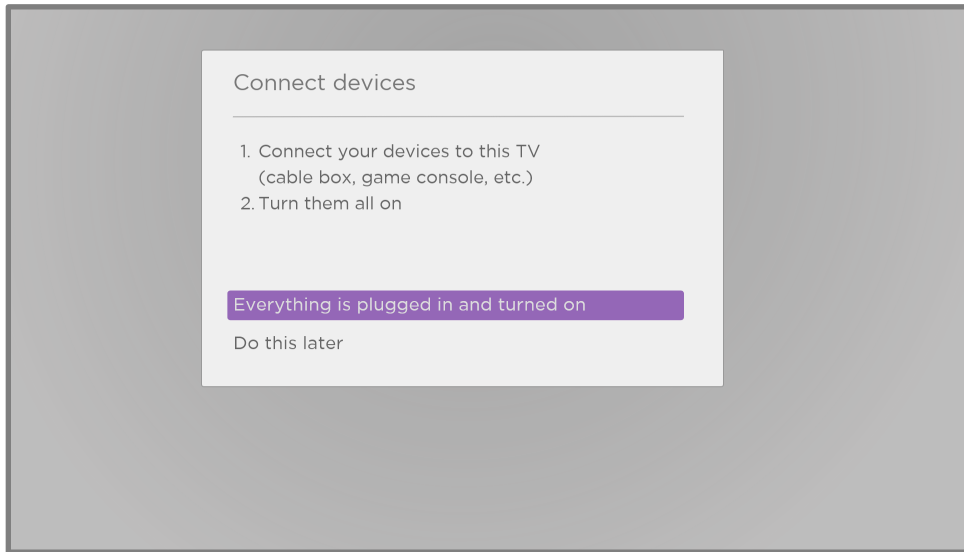 Connect devices
1. Connect your devices to this TV
(cable box, game console, etc.)
2. Turn them all on
Everything is plugged in and turned on
Do this later